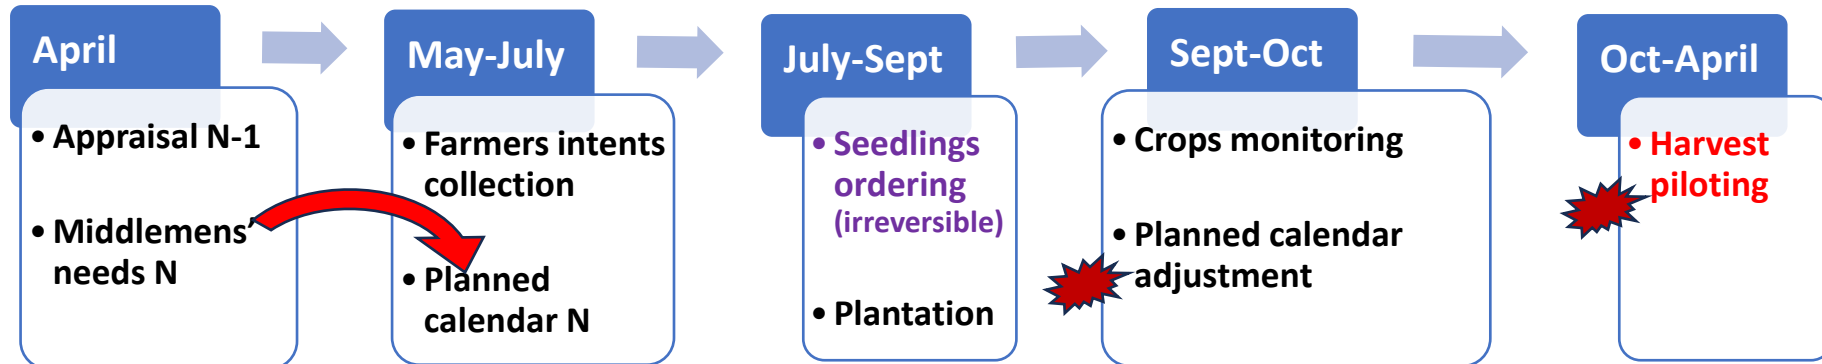 April
• Appraisal N-1
• Middlemens’
needs N
May-July
• Farmers intents
collection
• Planned
calendar N
July-Sept
• Seedlings
ordering
(irreversible)
• Plantation
Sept-Oct
• Crops monitoring
• Planned calendar
adjustment
Oct-April
• Harvest
piloting